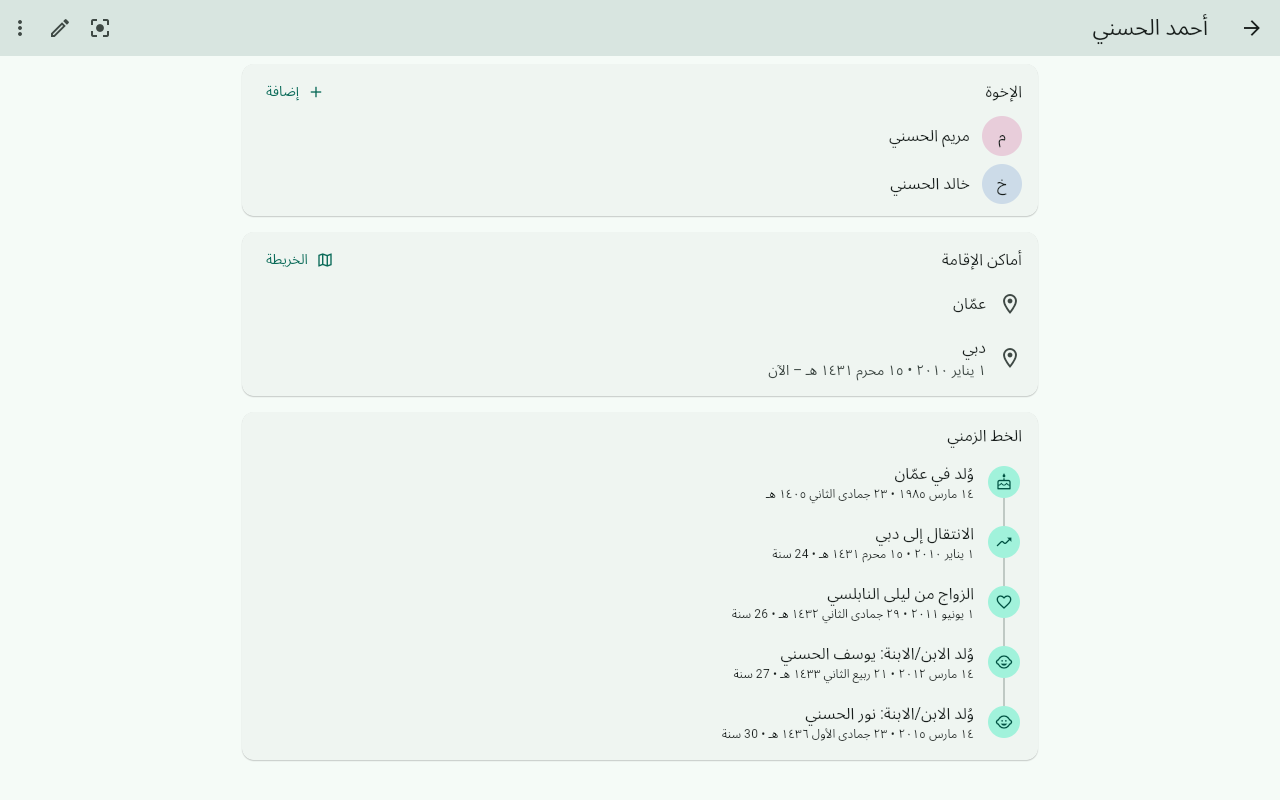 أحمد الحسني
الإخوة
إضافة
م
مريم الحسني
خ
خالد الحسني
أماكن الإقامة
الخريطة
عمّان
دبي
١ يناير ٢٠١٠ • ١٥ محرم ١٤٣١ هـ – الآن
الخط الزمني
وُلد في عمّان
١٤ مارس ١٩٨٥ • ٢٣ جمادى الثاني ١٤٠٥ هـ
الانتقال إلى دبي
١ يناير ٢٠١٠ • ١٥ محرم ١٤٣١ هـ • 24 سنة
الزواج من ليلى النابلسي
١ يونيو ٢٠١١ • ٢٩ جمادى الثاني ١٤٣٢ هـ • 26 سنة
وُلد الابن/الابنة: يوسف الحسني
١٤ مارس ٢٠١٢ • ٢١ ربيع الثاني ١٤٣٣ هـ • 27 سنة
وُلد الابن/الابنة: نور الحسني
١٤ مارس ٢٠١٥ • ٢٣ جمادى الأول ١٤٣٦ هـ • 30 سنة